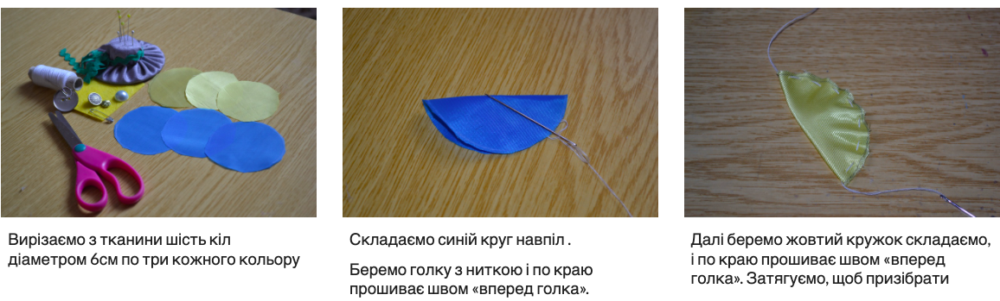 Вирізаємо з тканини шість кіл
діаметром 6см по три кожного кольору
Складаємо синій круг навпіл .
Беремо голку з ниткою і по краю
прошиває швом «вперед голка».
Далі беремо жовтий кружок складаємо,
і по краю прошиває швом «вперед
голка». Затягуємо, щоб призібрати